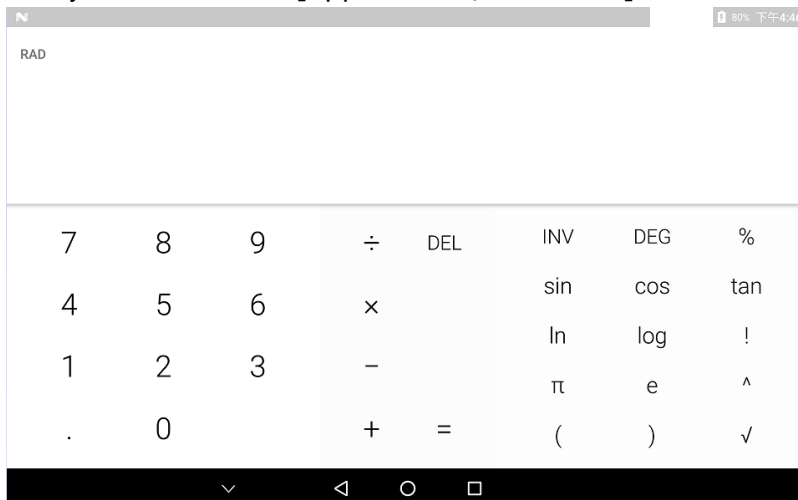 80% 下午4:4
RAD
7 8 9 ÷ DEL INV DEG %
4 5 6 × sin cos tan
1 2 3 − ln log !
. 0 + = π e ^
( ) √